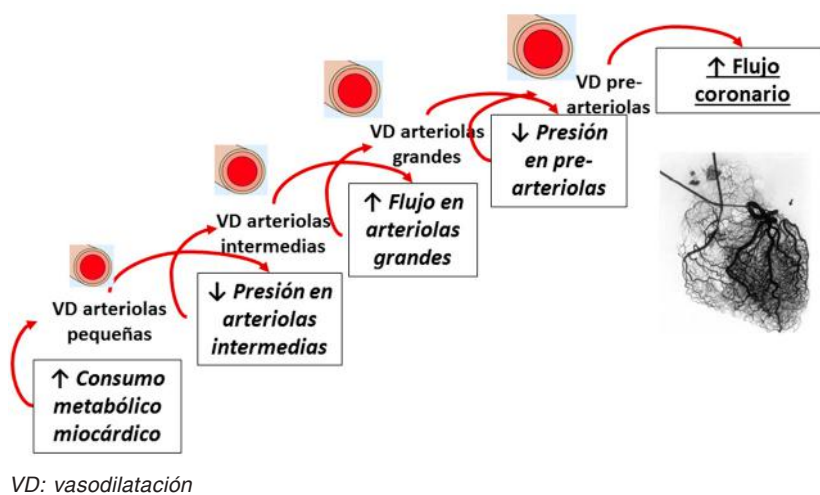 VD arteriolas
pequeñas
↑ Consumo
metabólico
miocárdico
VD arteriolas
intermedias
↓ Presión en
arteriolas
intermedias
VD arteriolas
grandes
↑ Flujo en
arteriolas
grandes
VD pre-
arteriolas
↓ Presión
en pre-
arteriolas
↑ Flujo
coronario
VD: vasodilatación